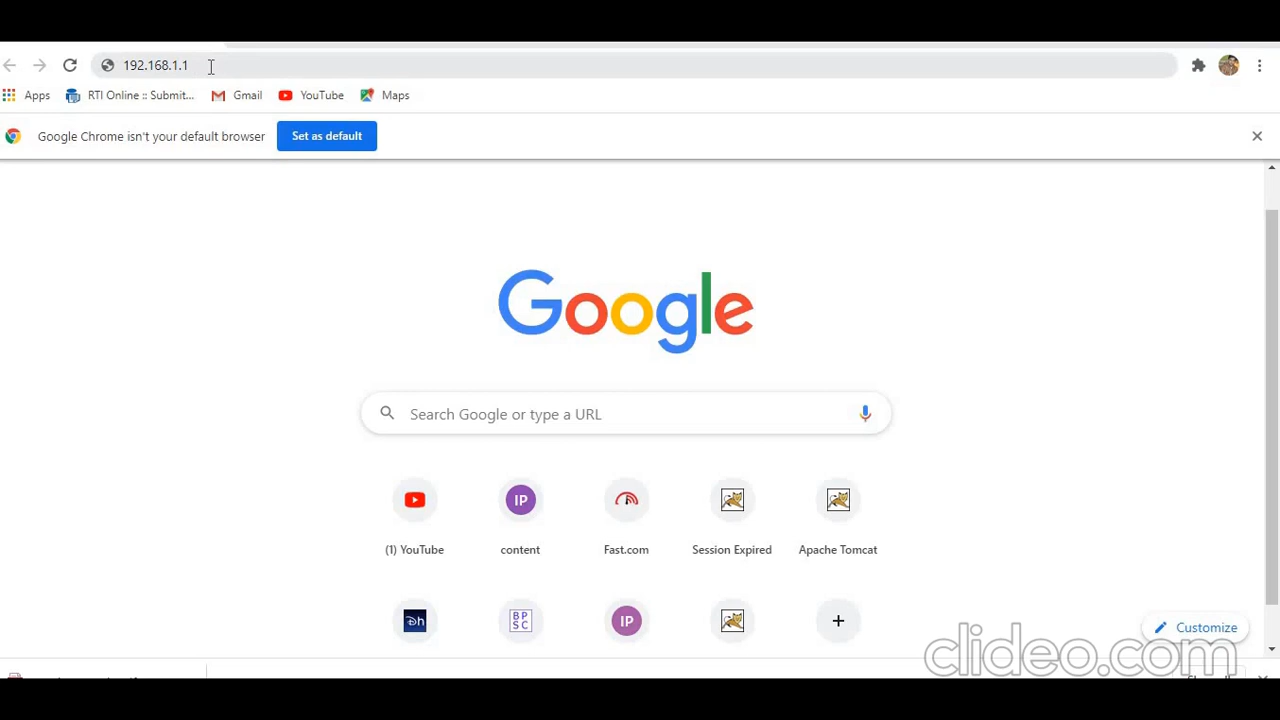 192.168.1.1
Apps RTI Online :: Submit... Gmail YouTube Maps
Google Chrome isn't your default browser Set as default
Google
Search Google or type a URL
IP
(1) YouTube content Fast.com Session Expired Apache Tomcat
Dh BPSC IP
Customize
clideo.com